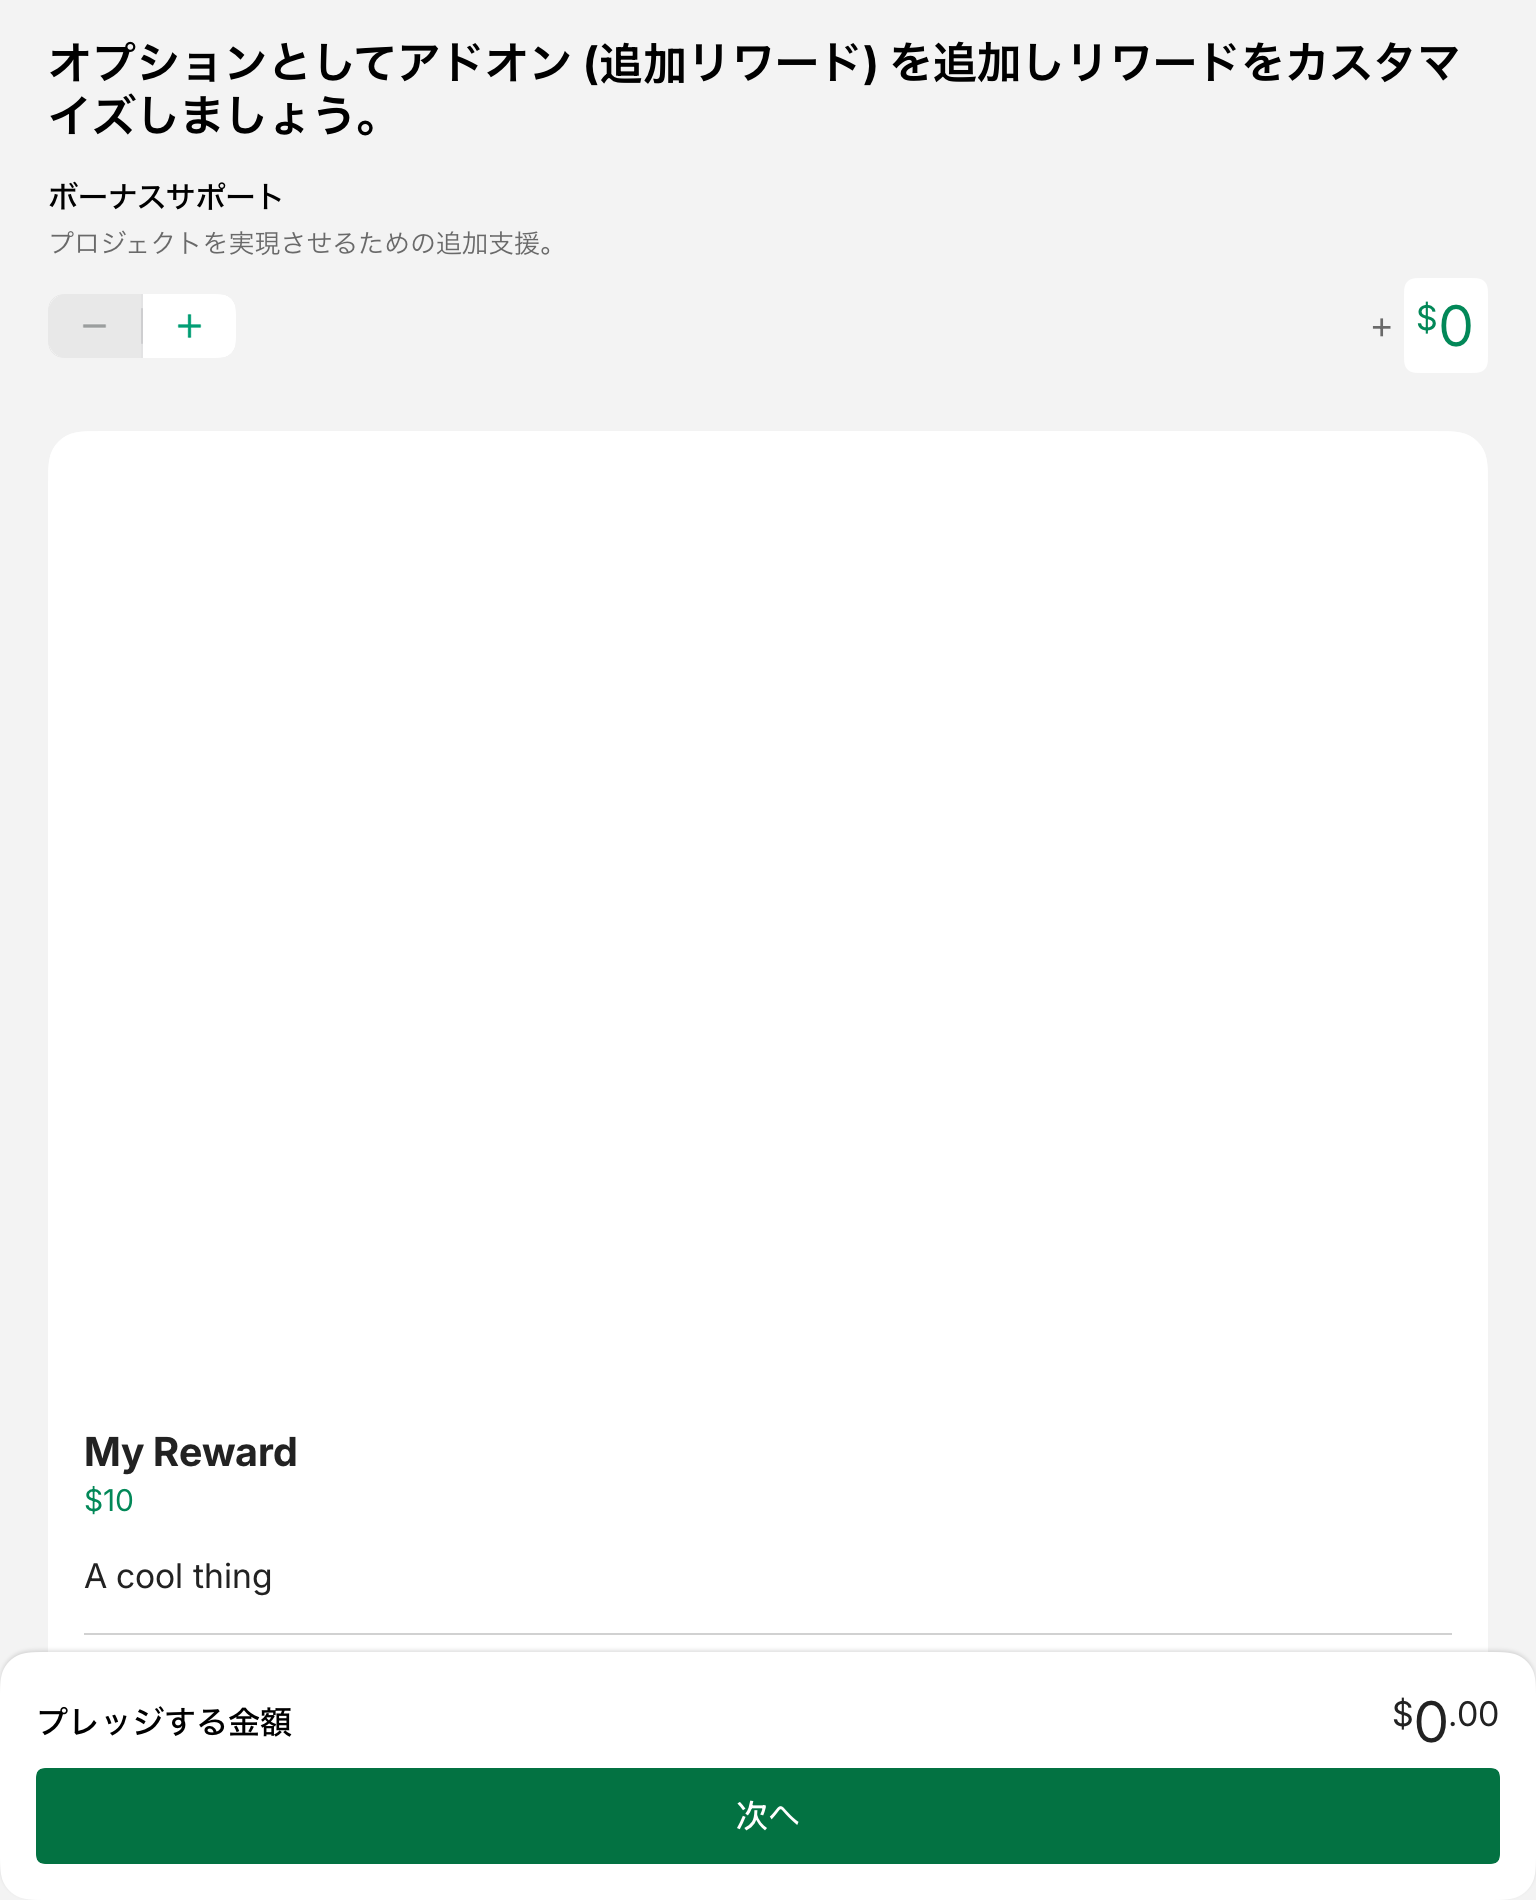 オプションとしてアドオン (追加リワード) を追加しリワードをカスタマ
イズしましょう。
ボーナスサポート
プロジェクトを実現させるための追加支援。
− +
+ $0
My Reward
$10
A cool thing
プレッジする金額
$0.00
次へ